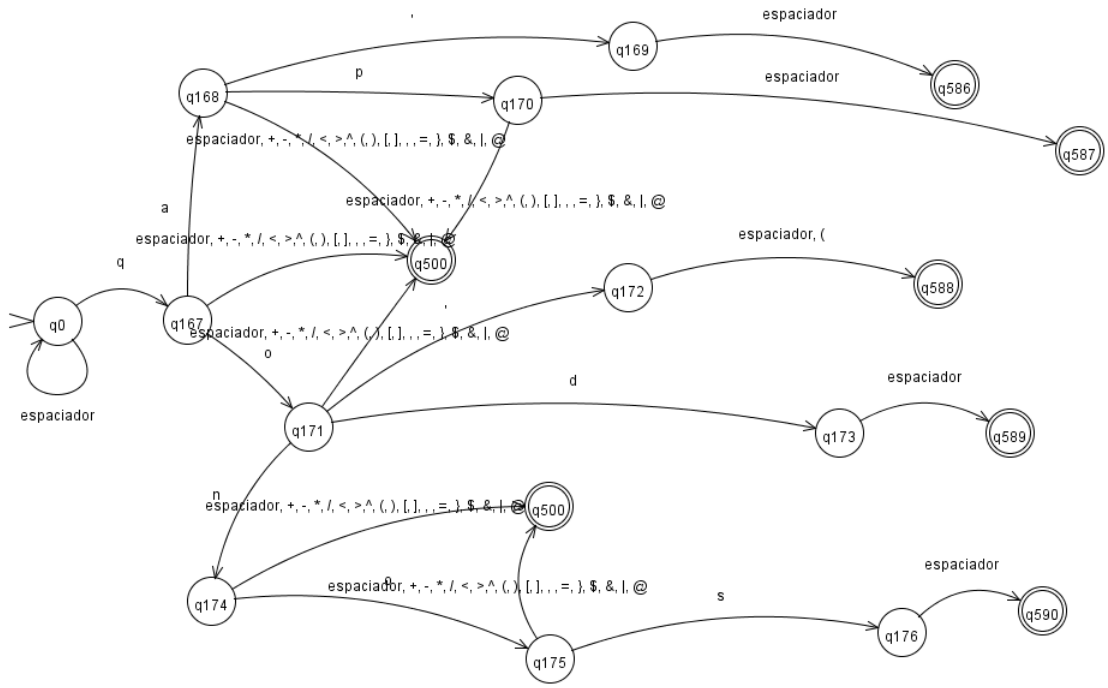 '
espaciador
q169
p
espaciador
q168
q586
q170
espaciador, +, -, *, /, <, >,^, (, ), [, ], , , =, }, $, &, |, @
q587
espaciador, +, -, *, /, <, >,^, (, ), [, ], , , =, }, $, &, |, @
a
espaciador, +, -, *, /, <, >,^, (, ), [, ], , , =, }, $, &, |, @
espaciador, (
q
q500
q172
q588
'
q0
q167
espaciador, +, -, *, /, <, >,^, (, ), [, ], , , =, }, $, &, |, @
o
d
espaciador
espaciador
q171
q173
q589
n
espaciador, +, -, *, /, <, >,^, (, ), [, ], , , =, }, $, &, |, @
q500
espaciador
espaciador, +, -, *, /, <, >,^, (, ), [, ], , , =, }, $, &, |, @
s
q174
q590
q176
q175